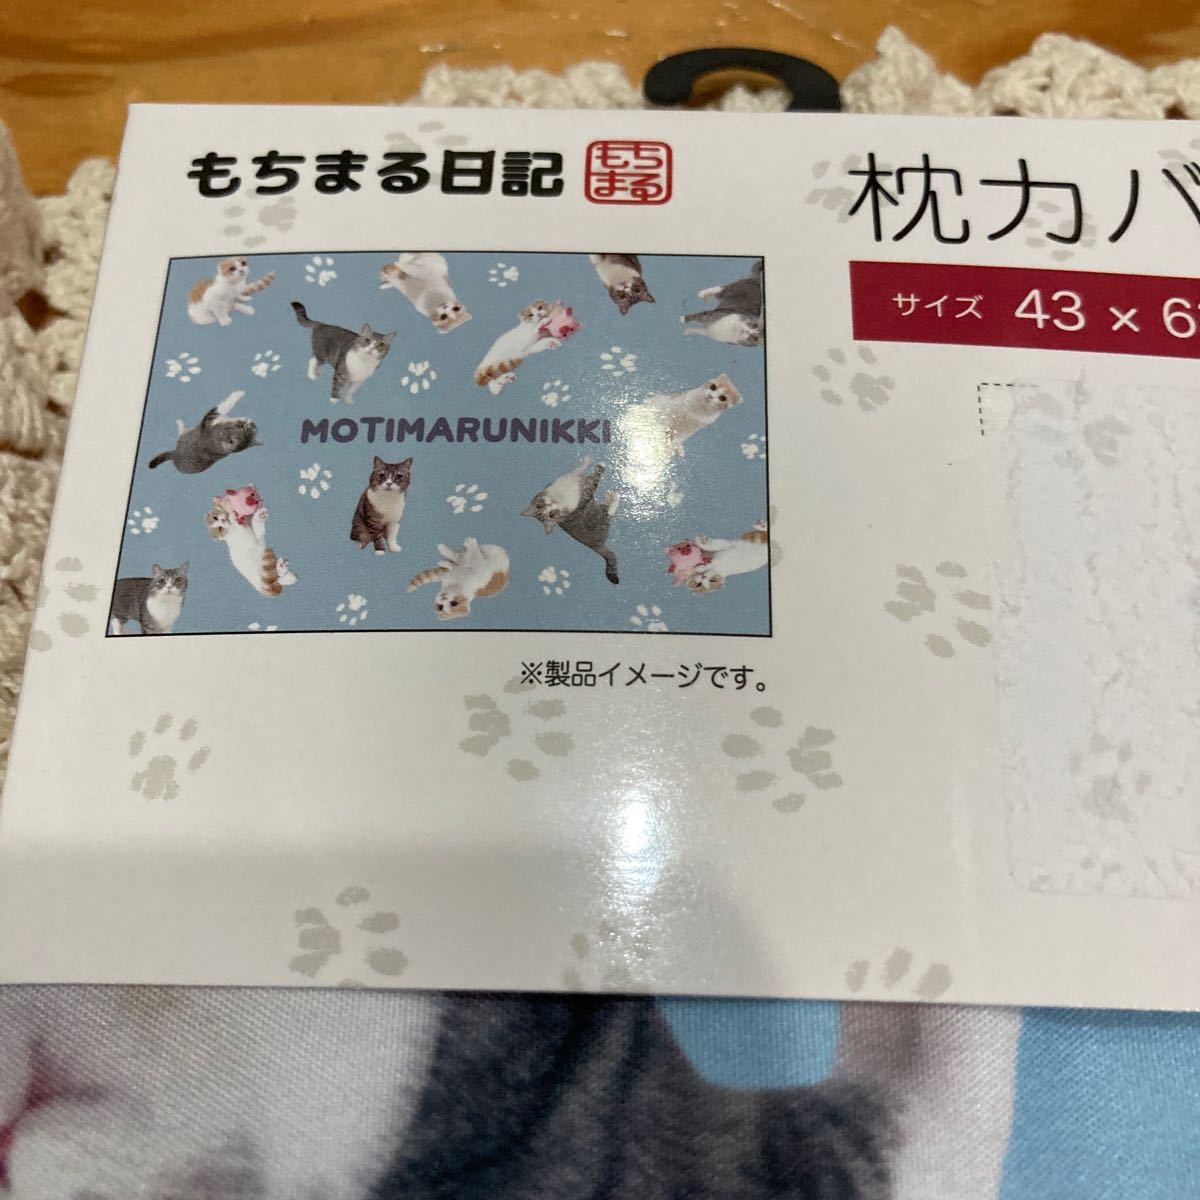 もちまる日記
もち
まる
枕カバ
サイズ 43 × 6
MOTIMARUNIKKI
※製品イメージです。